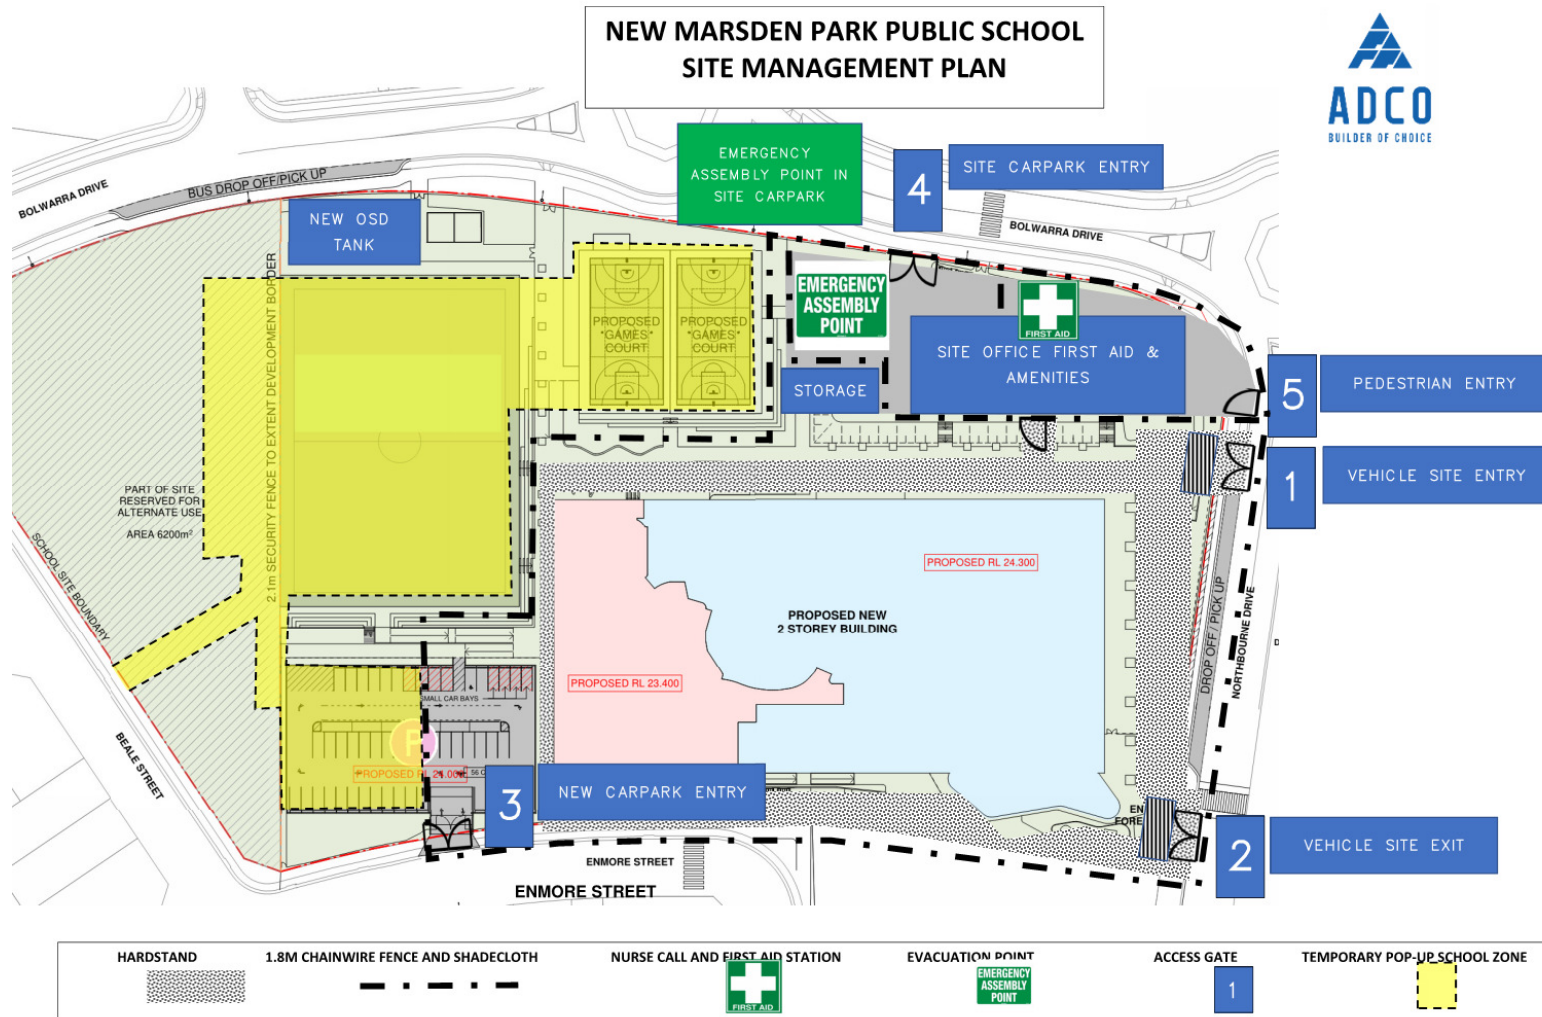 NEW MARSDEN PARK PUBLIC SCHOOL
SITE MANAGEMENT PLAN
ADCO
BUILDER OF CHOICE
EMERGENCY
ASSEMBLY POINT IN
SITE CARPARK
4
SITE CARPARK ENTRY
BOLWARRA DRIVE
BUS DROP OFF/PICK UP
NEW OSD
TANK
BOLWARRA DRIVE
EMERGENCY
ASSEMBLY
POINT
FIRST AID
SITE OFFICE FIRST AID &
AMENITIES
STORAGE
PROPOSED
GAMES
COURT
PROPOSED
GAMES
COURT
5
PEDESTRIAN ENTRY
1
VEHICLE SITE ENTRY
2.1m SECURITY FENCE TO EXTENT DEVELOPMENT BORDER
PART OF SITE
RESERVED FOR
ALTERNATE USE
AREA 6200m²
SCHOOL SITE BOUNDARY
PROPOSED RL 24.300
PROPOSED NEW
2 STOREY BUILDING
PROPOSED RL 23.400
DROP OFF / PICK UP
NORTHBOURNE DRIVE
SMALL CAR BAYS
P
BEALE STREET
3
NEW CARPARK ENTRY
2
VEHICLE SITE EXIT
ENMORE STREET
ENMORE STREET
HARDSTAND
1.8M CHAINWIRE FENCE AND SHADECLOTH
NURSE CALL AND FIRST AID STATION
EVACUATION POINT
ACCESS GATE
TEMPORARY POP-UP SCHOOL ZONE
FIRST AID
EMERGENCY
ASSEMBLY
POINT
1